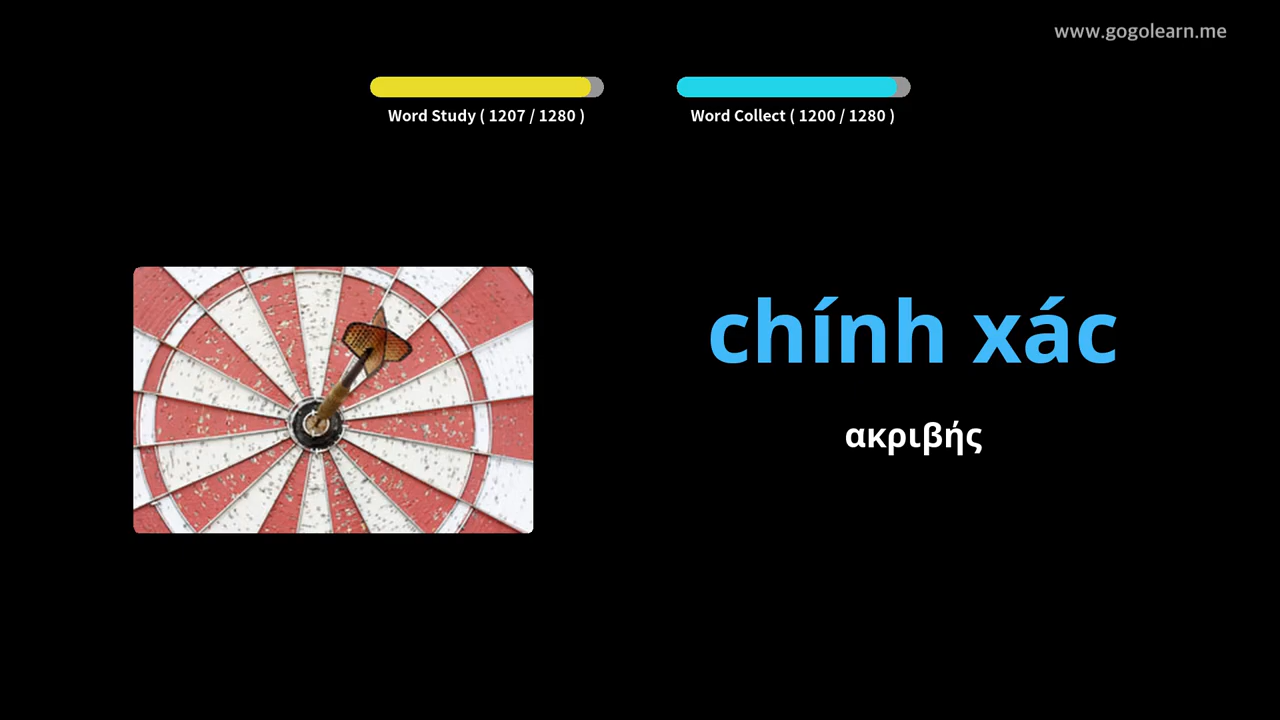 www.gogolearn.me
Word Study ( 1207 / 1280 )
Word Collect ( 1200 / 1280 )
chính xác
ακριβής